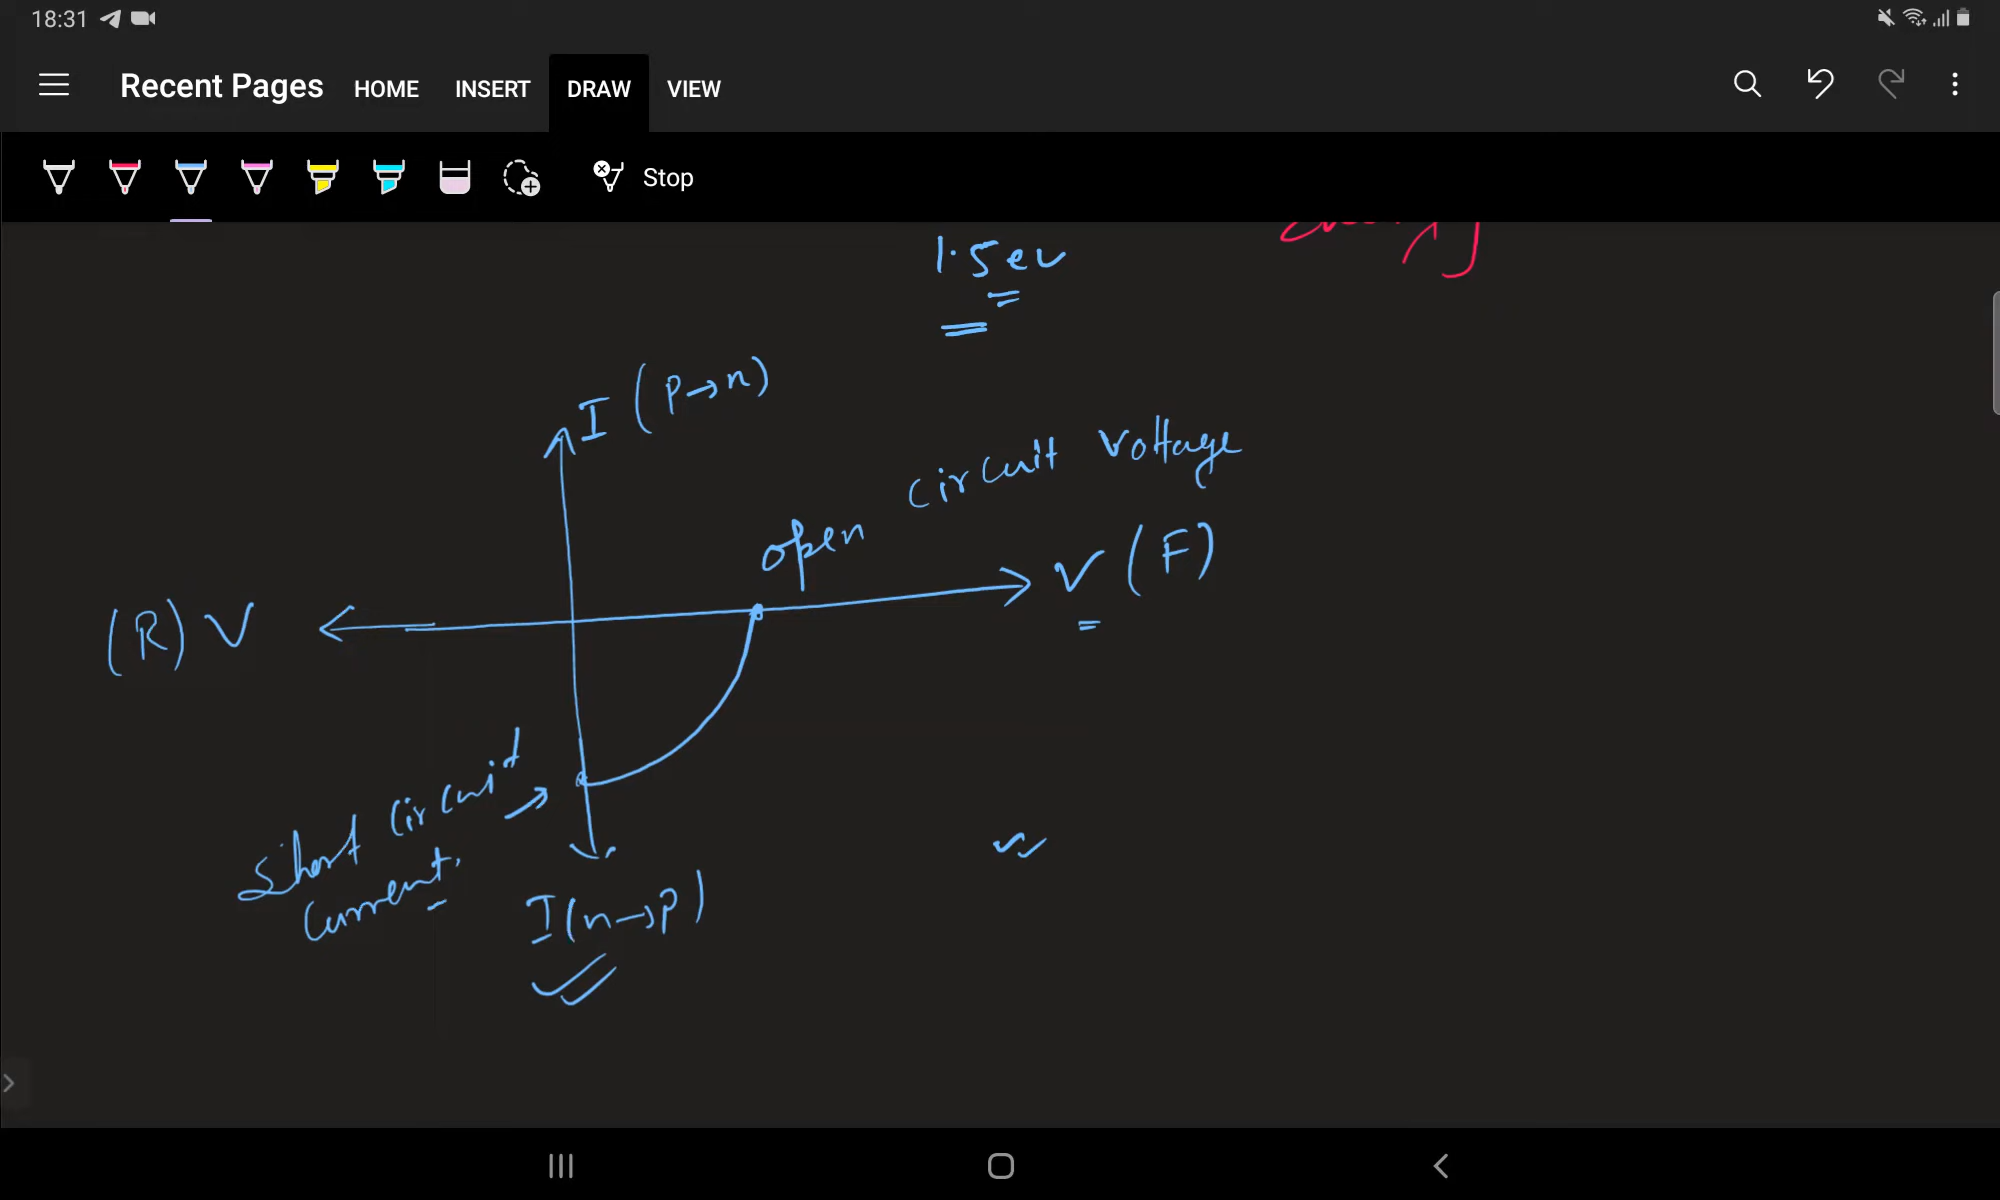 18:31
Recent Pages HOME INSERT DRAW VIEW
Stop
1.5ev
I (P→n)
open circuit voltage
V (F)
(R) V
Short circuit
current.
I(n→p)